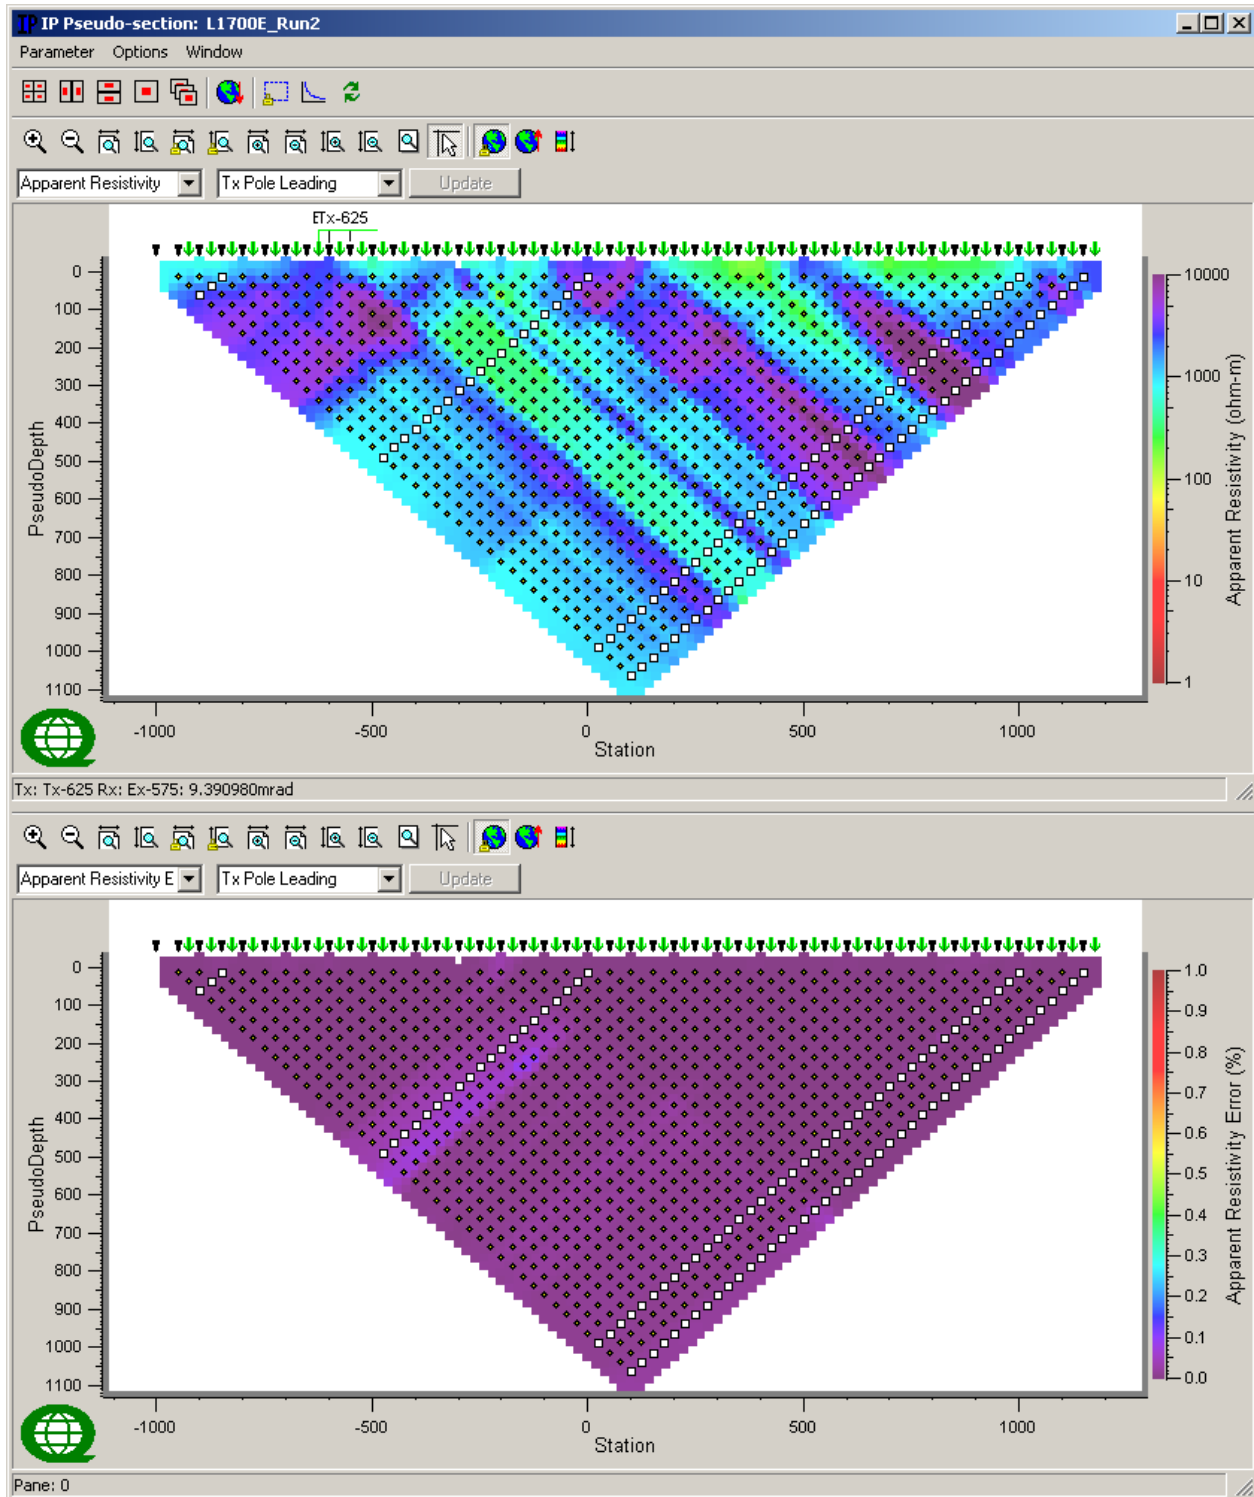 IP IP Pseudo-section: L1700E_Run2
Parameter Options Window
Apparent Resistivity Tx Pole Leading Update
ETx-625
0
100
200
300
400
500
600
700
800
900
1000
1100
PseudoDepth
-1000 -500 0 500 1000
Station
10000
1000
100
10
1
Apparent Resistivity (ohm-m)
Tx: Tx-625 Rx: Ex-575: 9.390980mrad
Apparent Resistivity E Tx Pole Leading Update
0
100
200
300
400
500
600
700
800
900
1000
1100
PseudoDepth
-1000 -500 0 500 1000
Station
1.0
0.9
0.8
0.7
0.6
0.5
0.4
0.3
0.2
0.1
0.0
Apparent Resistivity Error (%)
Pane: 0